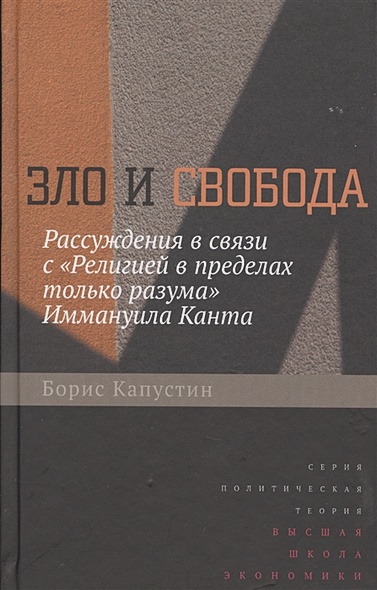 ЗЛО И СВОБОДА
Рассуждения в связи
с «Религией в пределах
только разума»
Иммануила Канта
Борис Капустин
СЕРИЯ
ПОЛИТИЧЕСКАЯ
ТЕОРИЯ
ВЫСШАЯ
ШКОЛА
ЭКОНОМИКИ